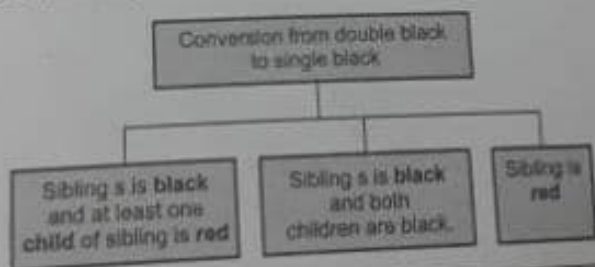 Conversion from double black
to single black
Sibling s is black
and at least one
child of sibling is red
Sibling s is black
and both
children are black.
Sibling is
red